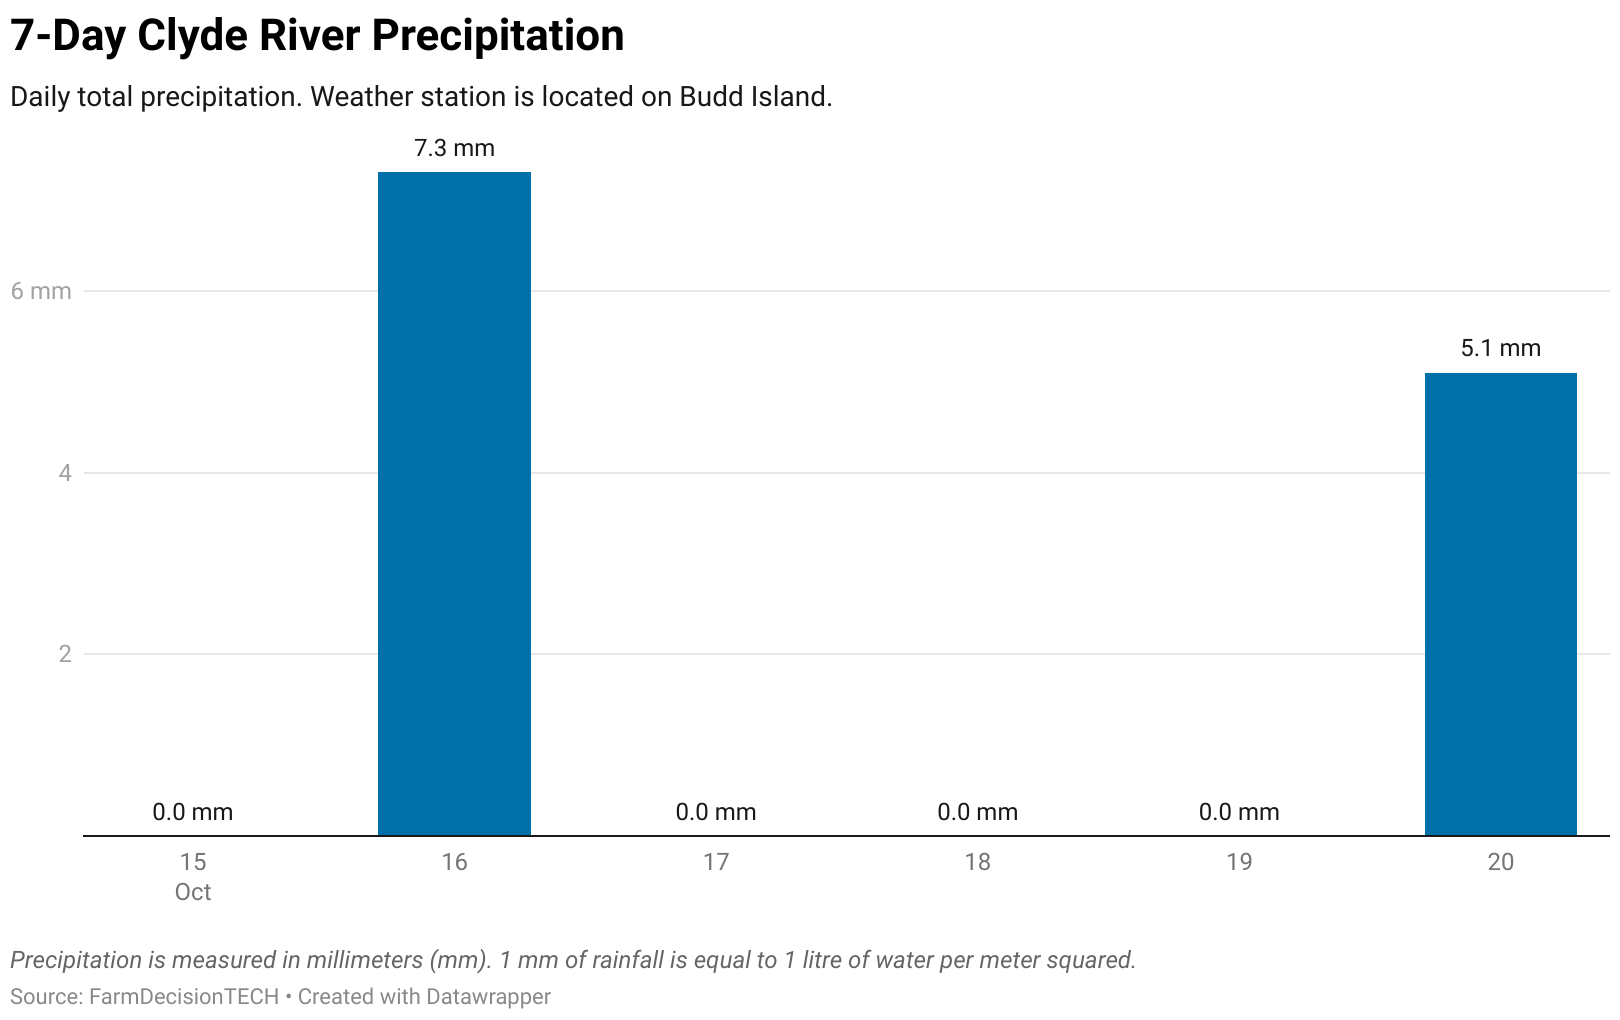 7-Day Clyde River Precipitation
Daily total precipitation. Weather station is located on Budd Island.
7.3 mm
6 mm
5.1 mm
4
2
0.0 mm
0.0 mm
0.0 mm
0.0 mm
15
16
17
18
19
20
Oct
Precipitation is measured in millimeters (mm). 1 mm of rainfall is equal to 1 litre of water per meter squared.
Source: FarmDecisionTECH • Created with Datawrapper